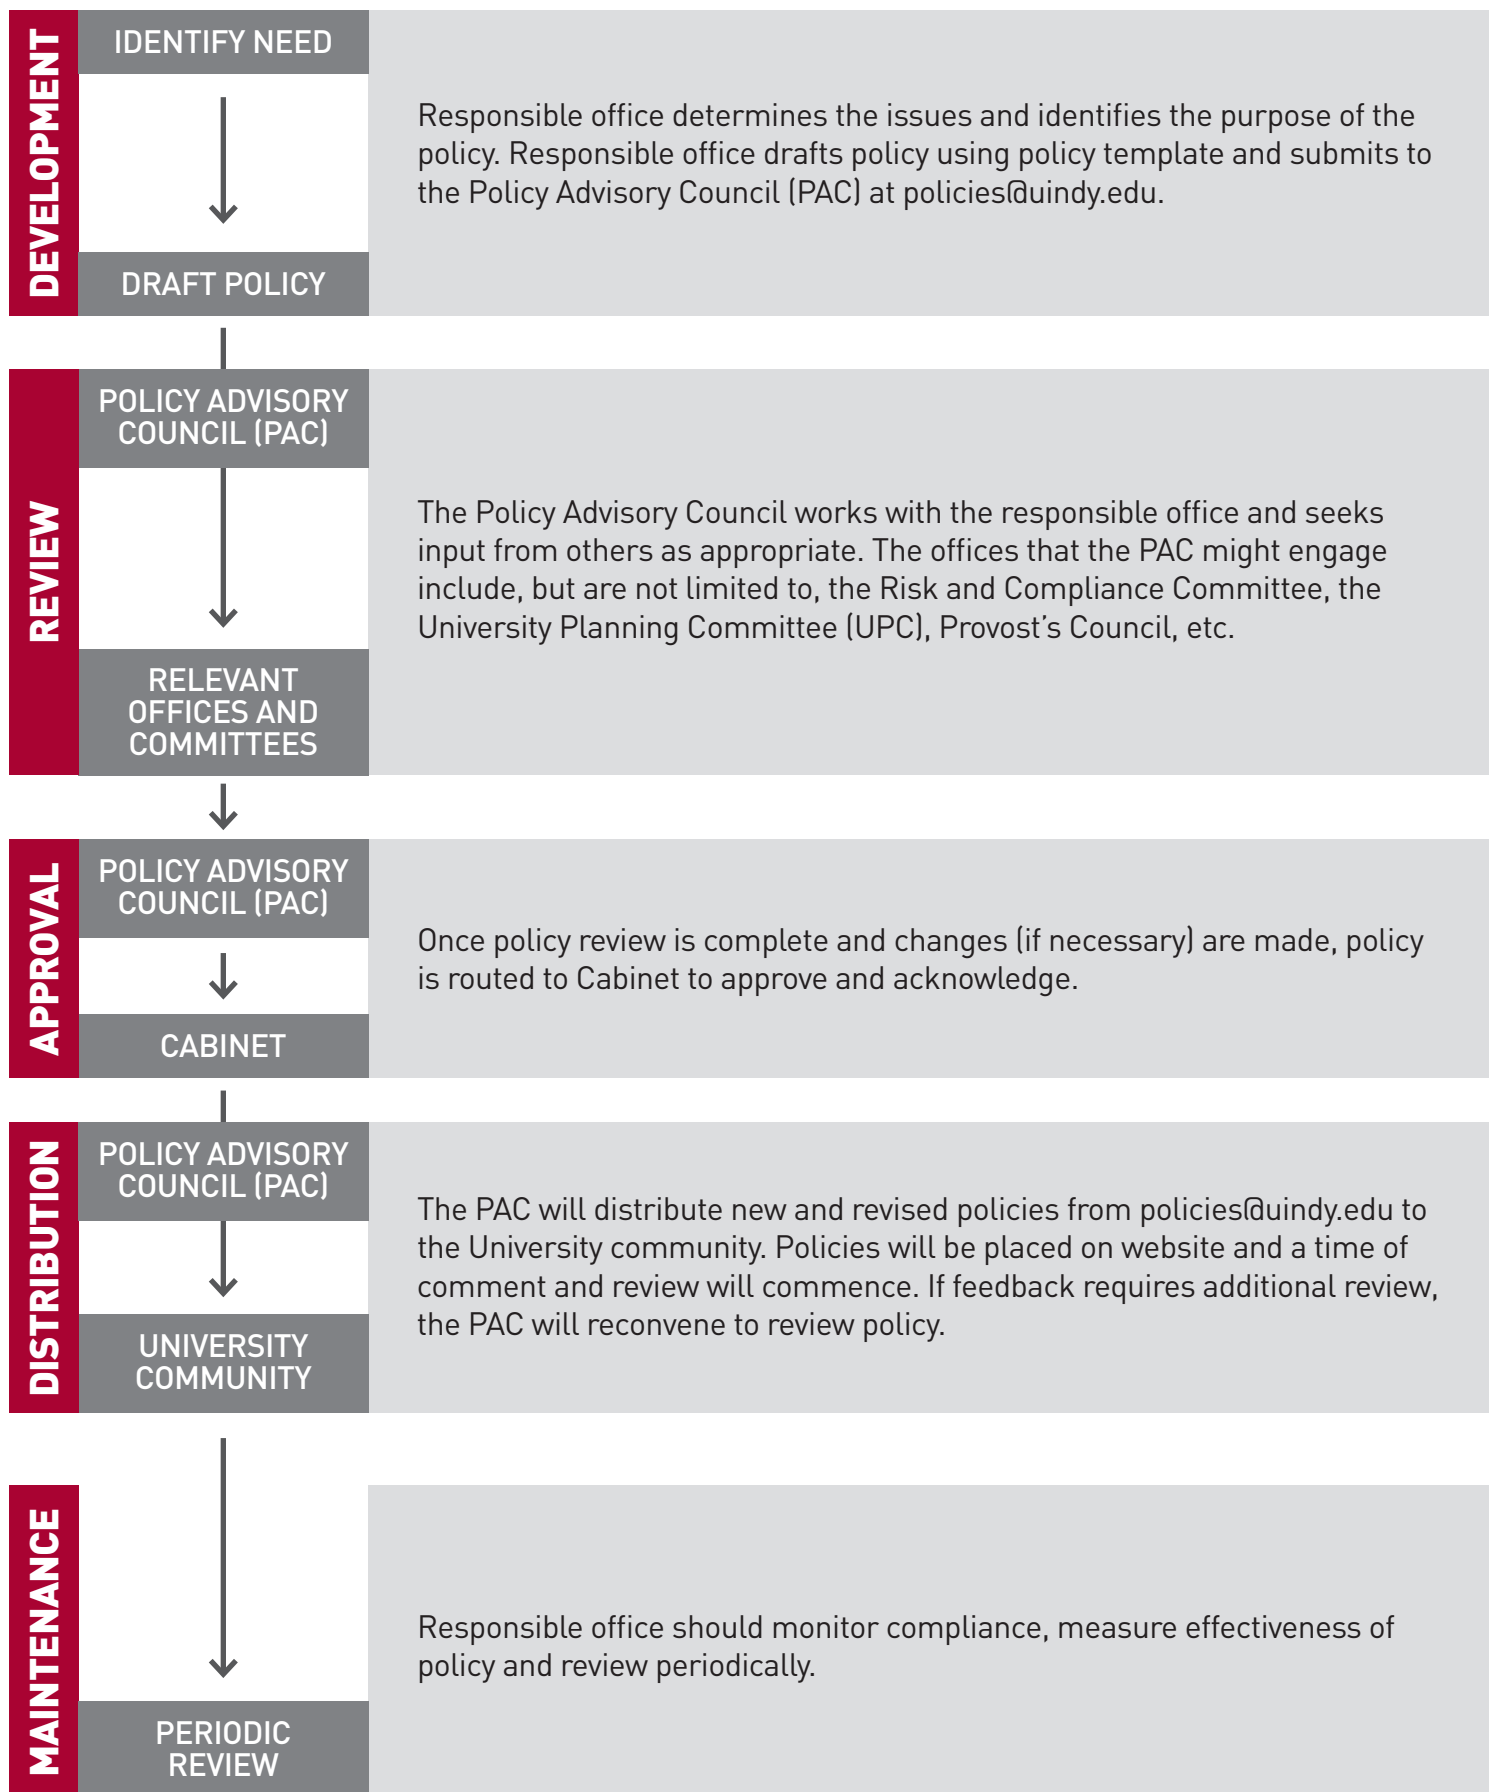 DEVELOPMENT
IDENTIFY NEED
DRAFT POLICY
Responsible office determines the issues and identifies the purpose of the
policy. Responsible office drafts policy using policy template and submits to
the Policy Advisory Council (PAC) at policies@uindy.edu.
REVIEW
POLICY ADVISORY
COUNCIL (PAC)
RELEVANT
OFFICES AND
COMMITTEES
The Policy Advisory Council works with the responsible office and seeks
input from others as appropriate. The offices that the PAC might engage
include, but are not limited to, the Risk and Compliance Committee, the
University Planning Committee (UPC), Provost’s Council, etc.
APPROVAL
POLICY ADVISORY
COUNCIL (PAC)
CABINET
Once policy review is complete and changes (if necessary) are made, policy
is routed to Cabinet to approve and acknowledge.
DISTRIBUTION
POLICY ADVISORY
COUNCIL (PAC)
UNIVERSITY
COMMUNITY
The PAC will distribute new and revised policies from policies@uindy.edu to
the University community. Policies will be placed on website and a time of
comment and review will commence. If feedback requires additional review,
the PAC will reconvene to review policy.
MAINTENANCE
PERIODIC
REVIEW
Responsible office should monitor compliance, measure effectiveness of
policy and review periodically.